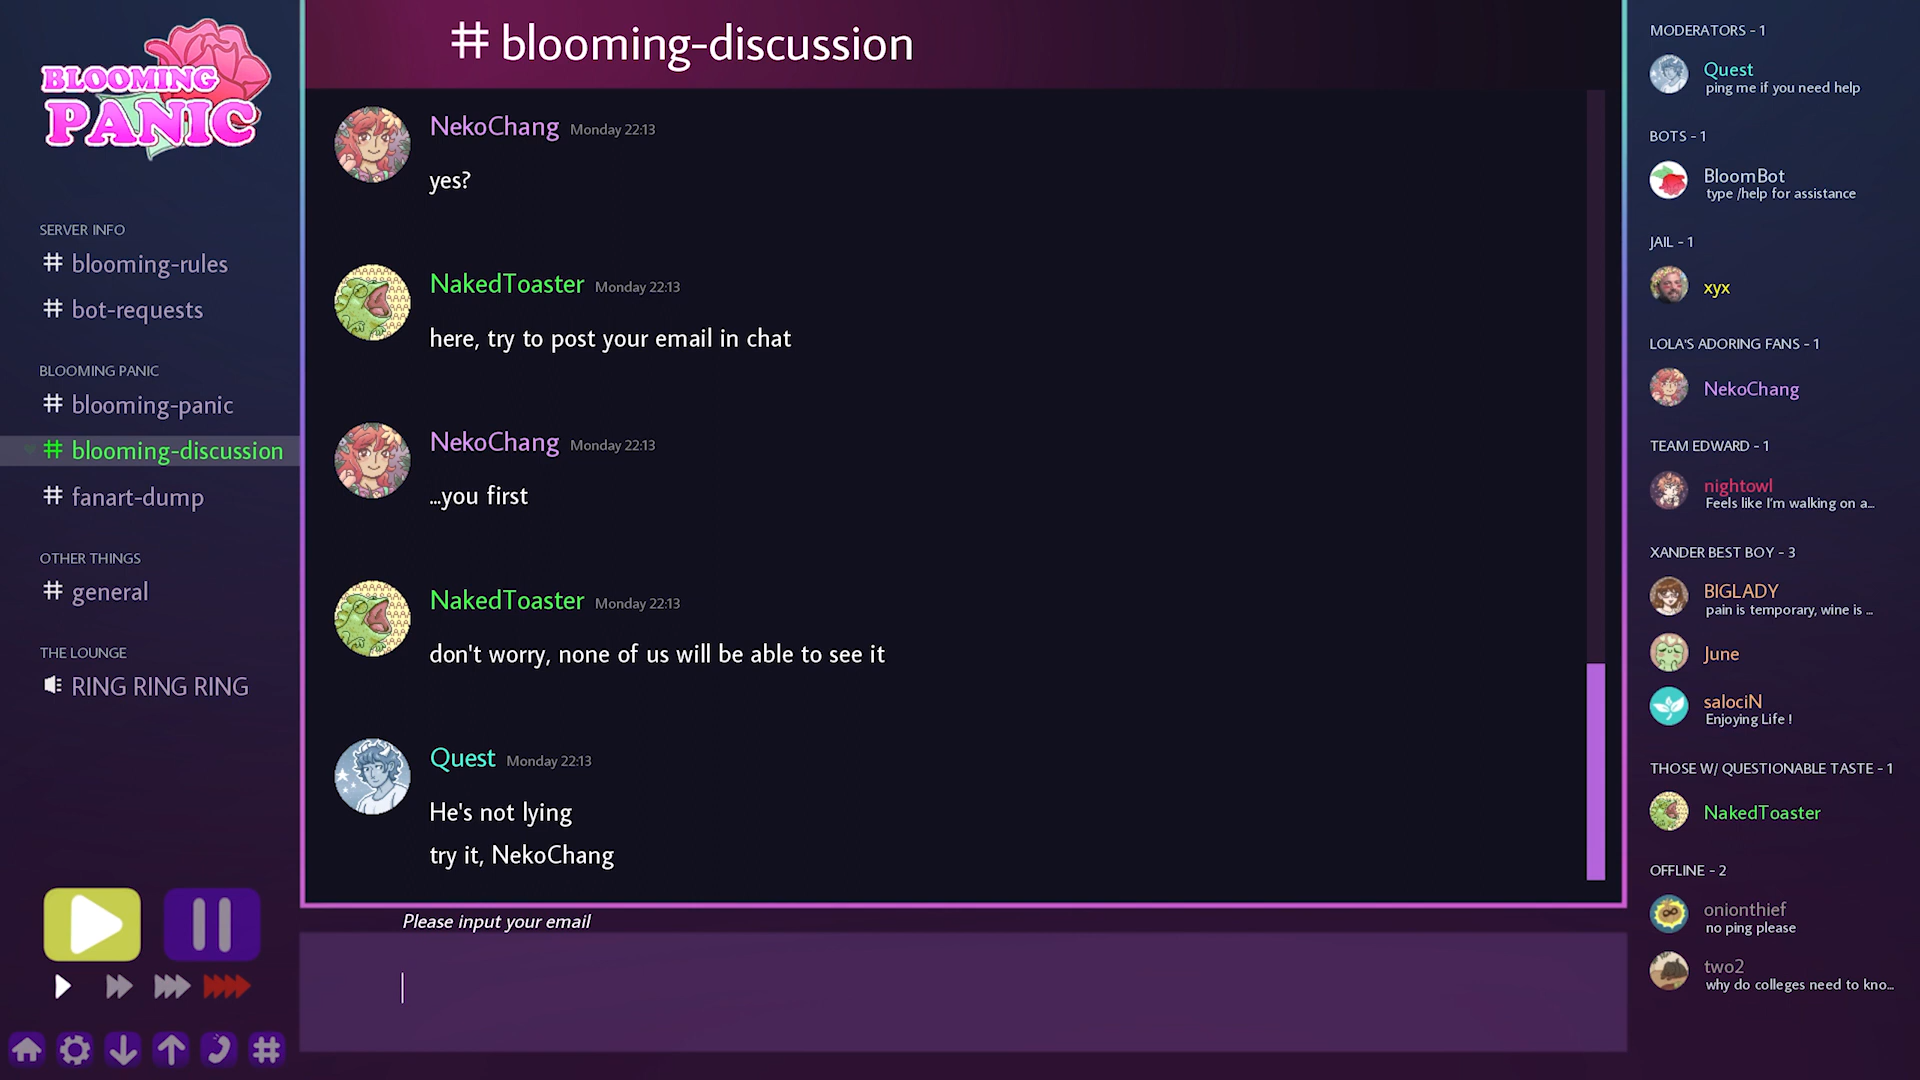 BLOOMING
PANIC
SERVER INFO
# blooming-rules
# bot-requests
BLOOMING PANIC
# blooming-panic
# blooming-discussion
# fanart-dump
OTHER THINGS
# general
THE LOUNGE
RING RING RING
# blooming-discussion
NekoChang Monday 22:13
yes?
NakedToaster Monday 22:13
here, try to post your email in chat
NekoChang Monday 22:13
...you first
NakedToaster Monday 22:13
don't worry, none of us will be able to see it
Quest Monday 22:13
He's not lying
try it, NekoChang
Please input your email
MODERATORS - 1
Quest
ping me if you need help
BOTS - 1
BloomBot
type /help for assistance
JAIL - 1
xyx
LOLA'S ADORING FANS - 1
NekoChang
TEAM EDWARD - 1
nightowl
Feels like I'm walking on a...
XANDER BEST BOY - 3
BIGLADY
pain is temporary, wine is ...
June
salociN
Enjoying Life !
THOSE W/ QUESTIONABLE TASTE - 1
NakedToaster
OFFLINE - 2
onionthief
no ping please
two2
why do colleges need to kno...